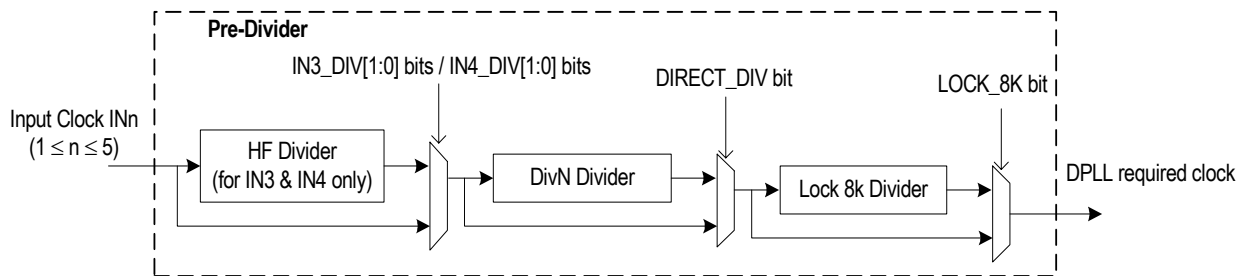 Pre-Divider
IN3_DIV[1:0] bits / IN4_DIV[1:0] bits
DIRECT_DIV bit
LOCK_8K bit
Input Clock INn
(1 ≤ n ≤ 5)
HF Divider
(for IN3 & IN4 only)
DivN Divider
Lock 8k Divider
DPLL required clock